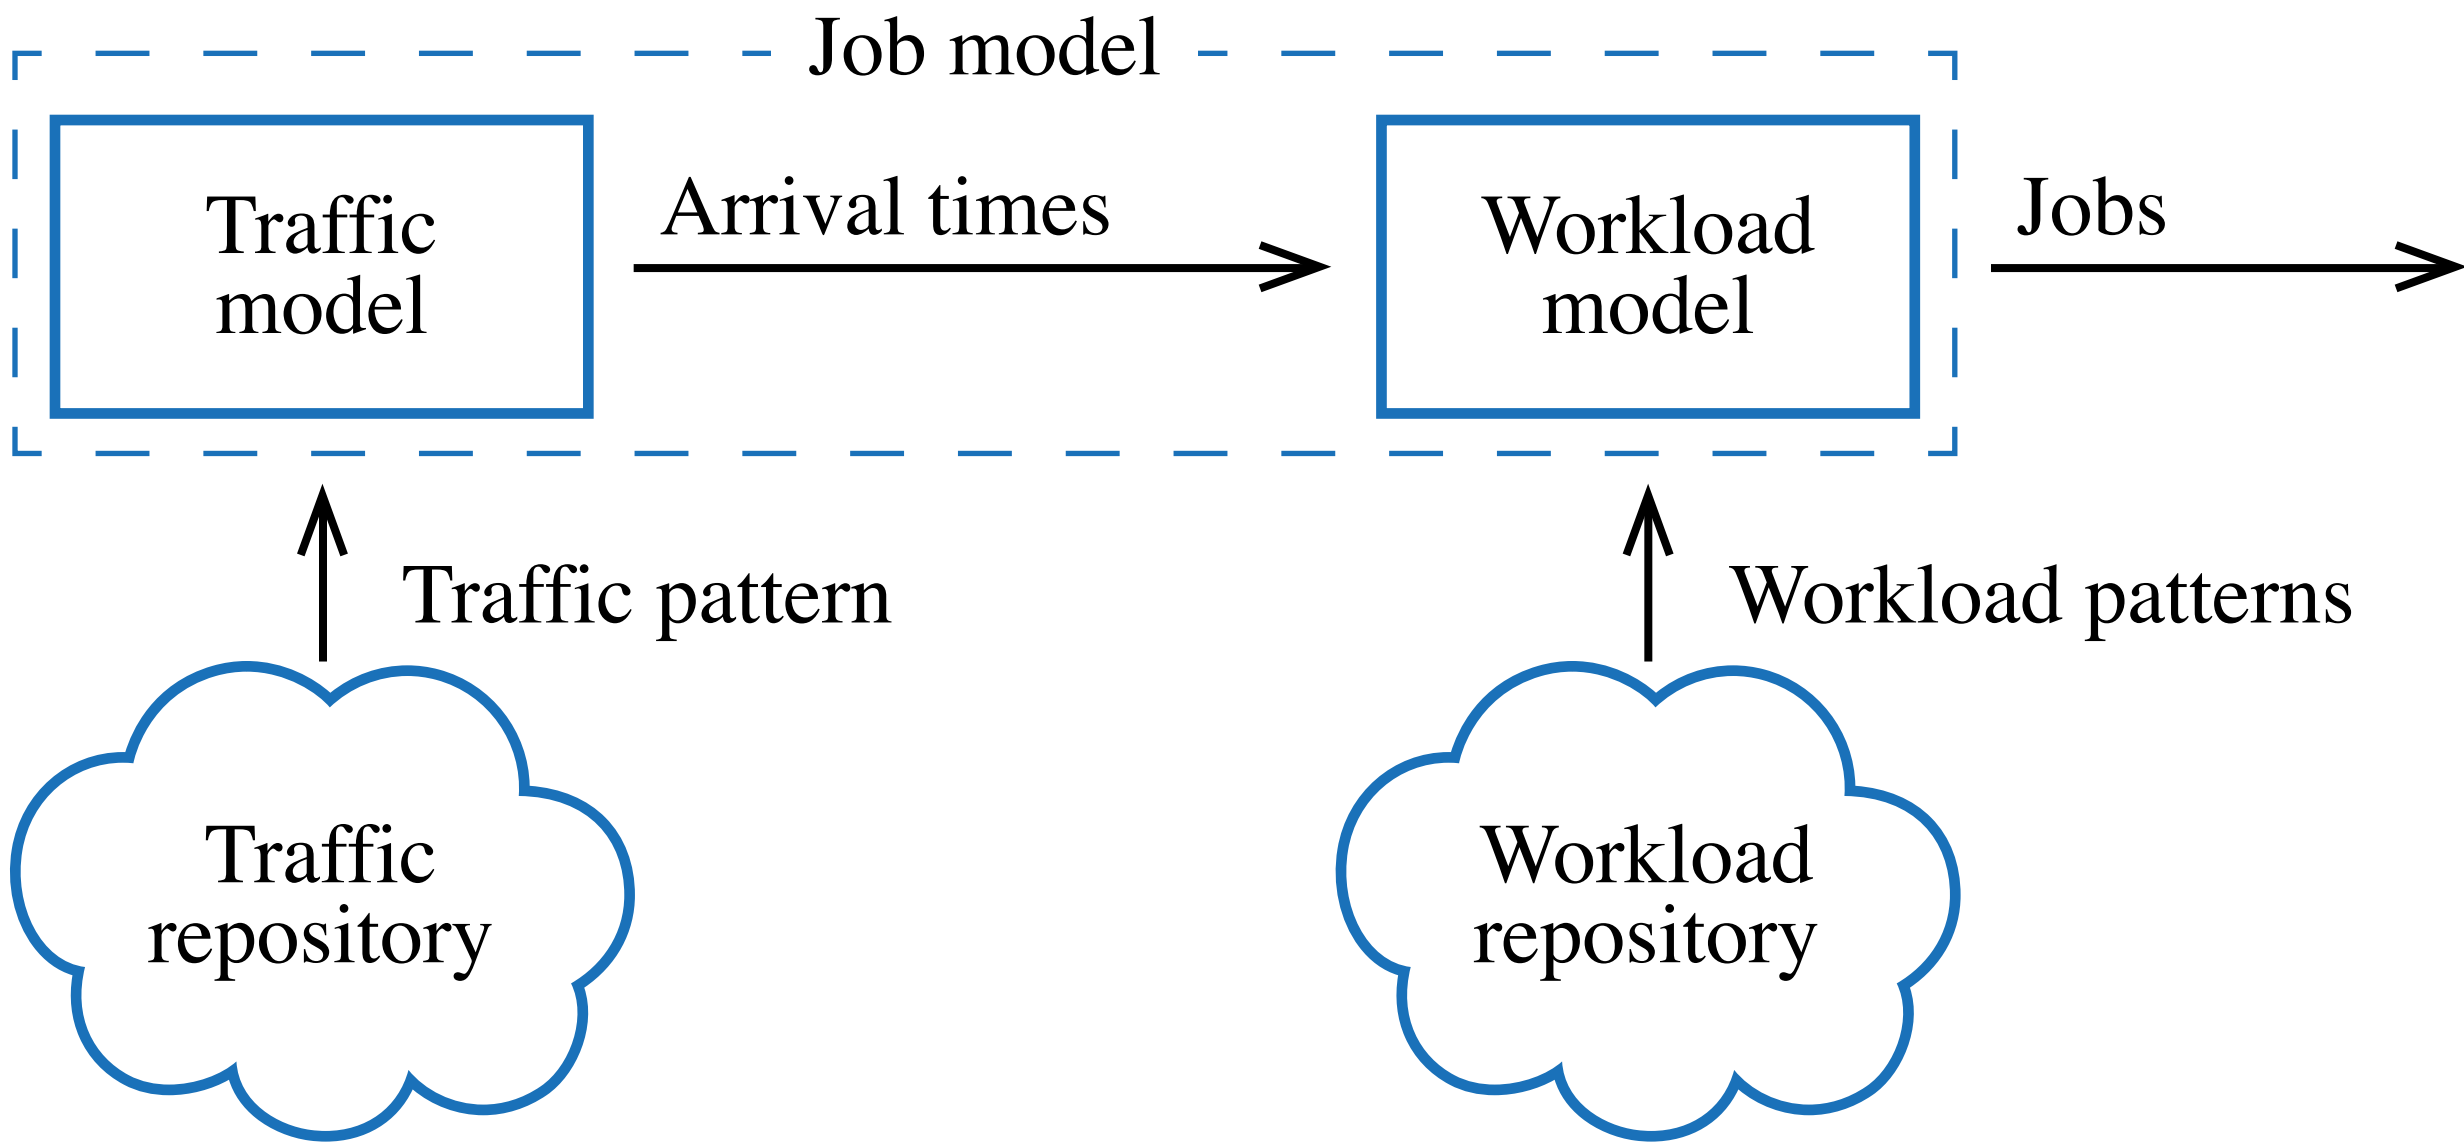 Job model
Traffic
model
Arrival times
Workload
model
Jobs
Traffic pattern
Workload patterns
Traffic
repository
Workload
repository